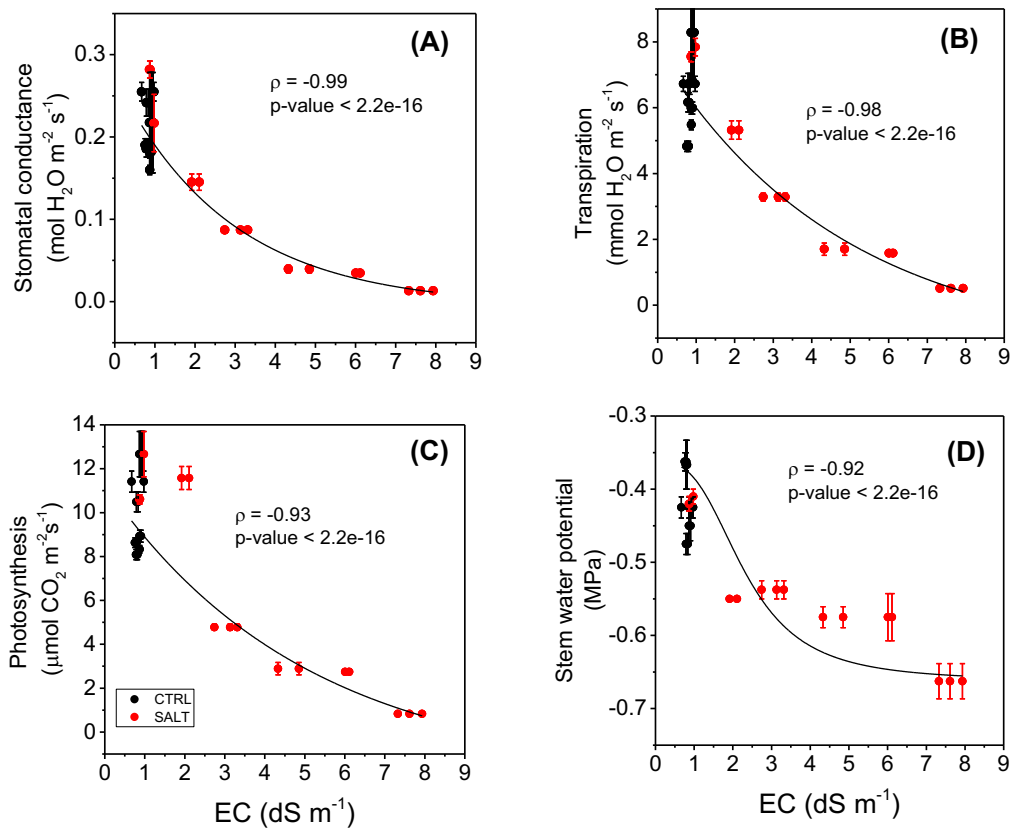 (A)
ρ = -0.99
p-value < 2.2e-16
Stomatal conductance
(mol H₂O m⁻² s⁻¹)
0.3
0.2
0.1
0.0
0 1 2 3 4 5 6 7 8 9
(B)
ρ = -0.98
p-value < 2.2e-16
Transpiration
(mmol H₂O m⁻² s⁻¹)
8
6
4
2
0
0 1 2 3 4 5 6 7 8 9
(C)
ρ = -0.93
p-value < 2.2e-16
Photosynthesis
(μmol CO₂ m⁻²s⁻¹)
14
12
10
8
6
4
2
0
CTRL
SALT
0 1 2 3 4 5 6 7 8 9
EC (dS m⁻¹)
(D)
ρ = -0.92
p-value < 2.2e-16
Stem water potential
(MPa)
-0.3
-0.4
-0.5
-0.6
-0.7
0 1 2 3 4 5 6 7 8 9
EC (dS m⁻¹)